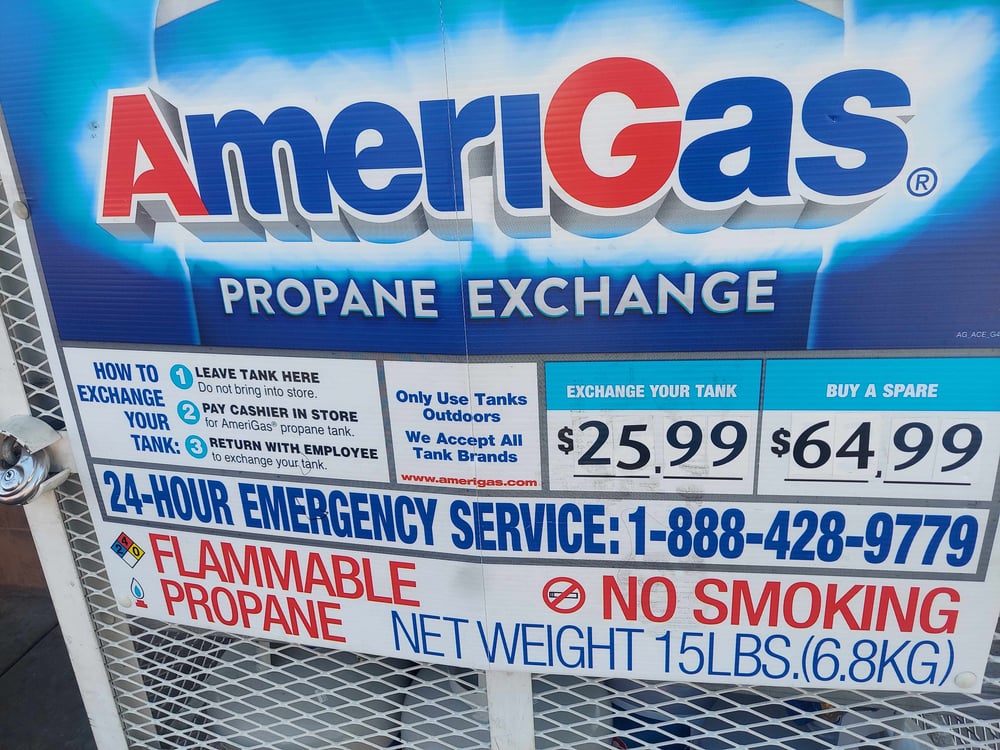 AmeriGas®
PROPANE EXCHANGE
HOW TO
EXCHANGE
YOUR
TANK:
1 LEAVE TANK HERE
Do not bring into store.
2 PAY CASHIER IN STORE
for AmeriGas® propane tank.
3 RETURN WITH EMPLOYEE
to exchange your tank.
Only Use Tanks
Outdoors
We Accept All
Tank Brands
www.amerigas.com
EXCHANGE YOUR TANK
$25.99
BUY A SPARE
$64.99
24-HOUR EMERGENCY SERVICE: 1-888-428-9779
4
2 0
FLAMMABLE
PROPANE
NO SMOKING
NET WEIGHT 15LBS.(6.8KG)